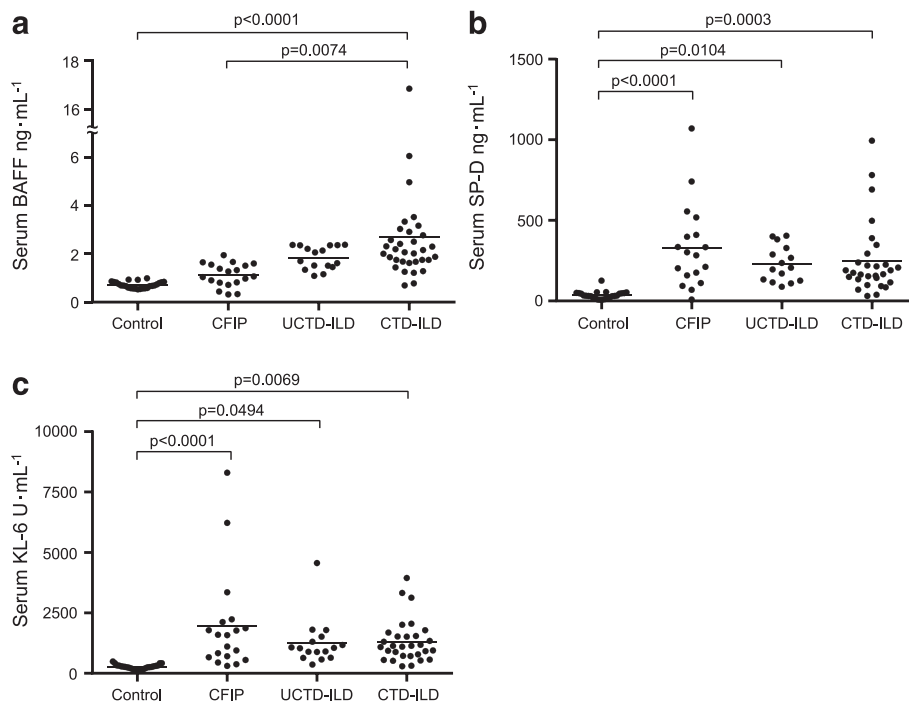 a
p<0.0001
p=0.0074
18
16
6
4
2
0
Serum BAFF ng·mL⁻¹
Control CFIP UCTD-ILD CTD-ILD
b
p=0.0003
p=0.0104
p<0.0001
1500
1000
500
0
Serum SP-D ng·mL⁻¹
Control CFIP UCTD-ILD CTD-ILD
c
p=0.0069
p=0.0494
p<0.0001
10000
7500
5000
2500
0
Serum KL-6 U·mL⁻¹
Control CFIP UCTD-ILD CTD-ILD